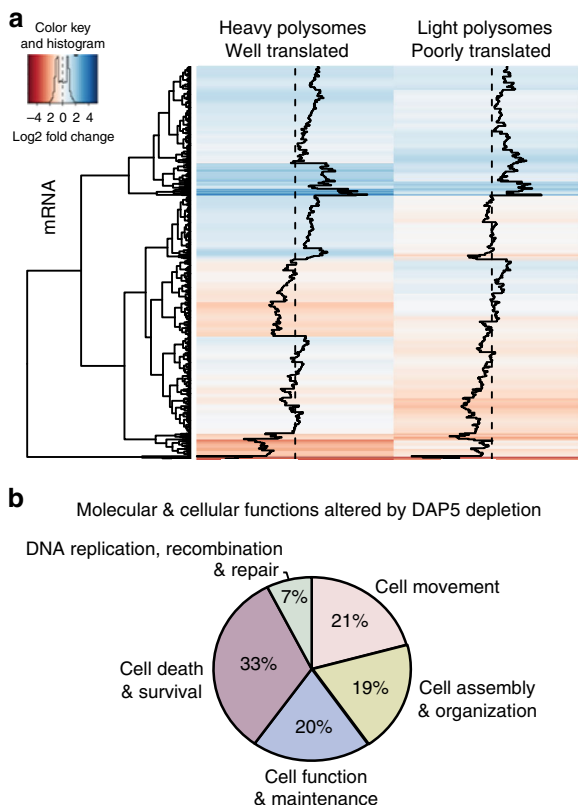 a
Color key
and histogram
−4 −2 0 2 4
Log2 fold change
Heavy polysomes
Well translated
Light polysomes
Poorly translated
mRNA
b
Molecular & cellular functions altered by DAP5 depletion
DNA replication, recombination
& repair
7%
Cell movement
21%
Cell death
& survival
33%
19%
Cell assembly
& organization
20%
Cell function
& maintenance